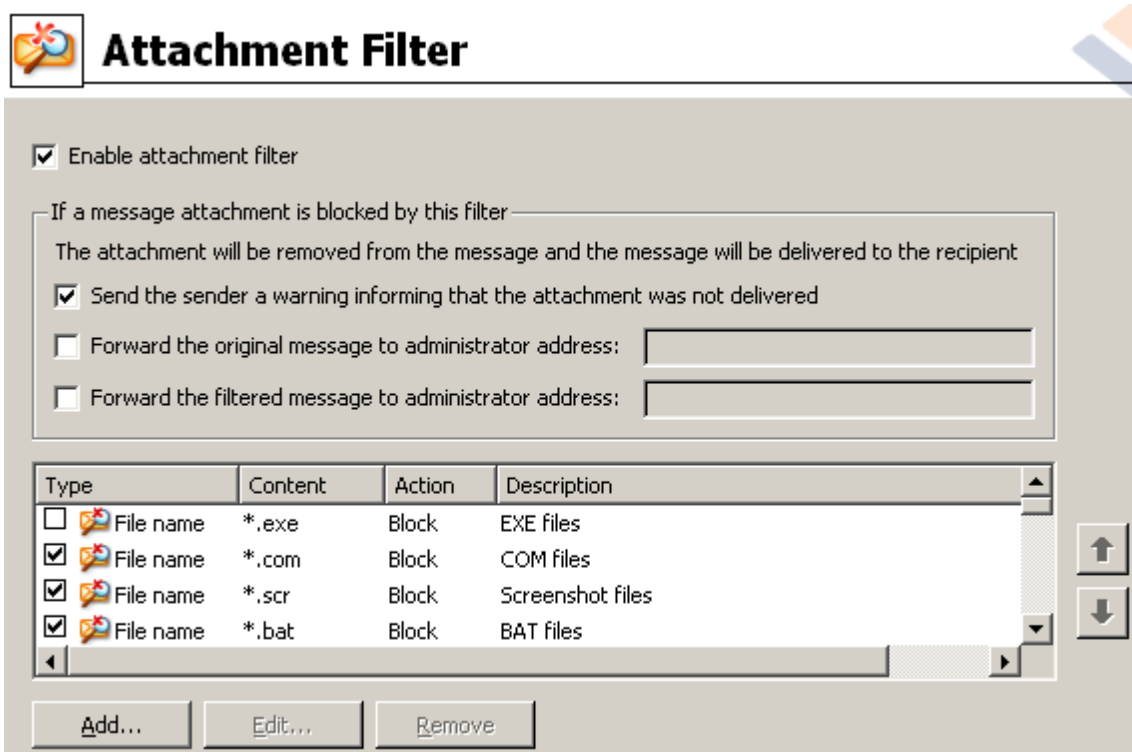 Attachment Filter
Enable attachment filter
If a message attachment is blocked by this filter
The attachment will be removed from the message and the message will be delivered to the recipient
Send the sender a warning informing that the attachment was not delivered
Forward the original message to administrator address:
Forward the filtered message to administrator address:
Type Content Action Description
File name *.exe Block EXE files
File name *.com Block COM files
File name *.scr Block Screenshot files
File name *.bat Block BAT files
Add... Edit... Remove